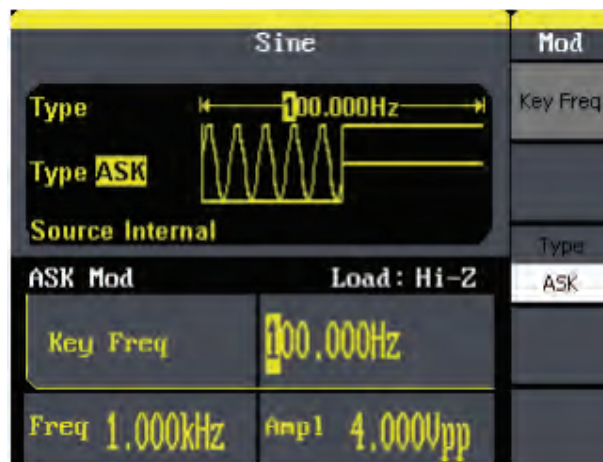 Sine
Mod
Type
100.000Hz
Key Freq
Type ASK
Source Internal
Type
ASK
ASK Mod
Load: Hi-Z
Key Freq
100.000Hz
Freq 1.000kHz
Ampl 4.000Vpp